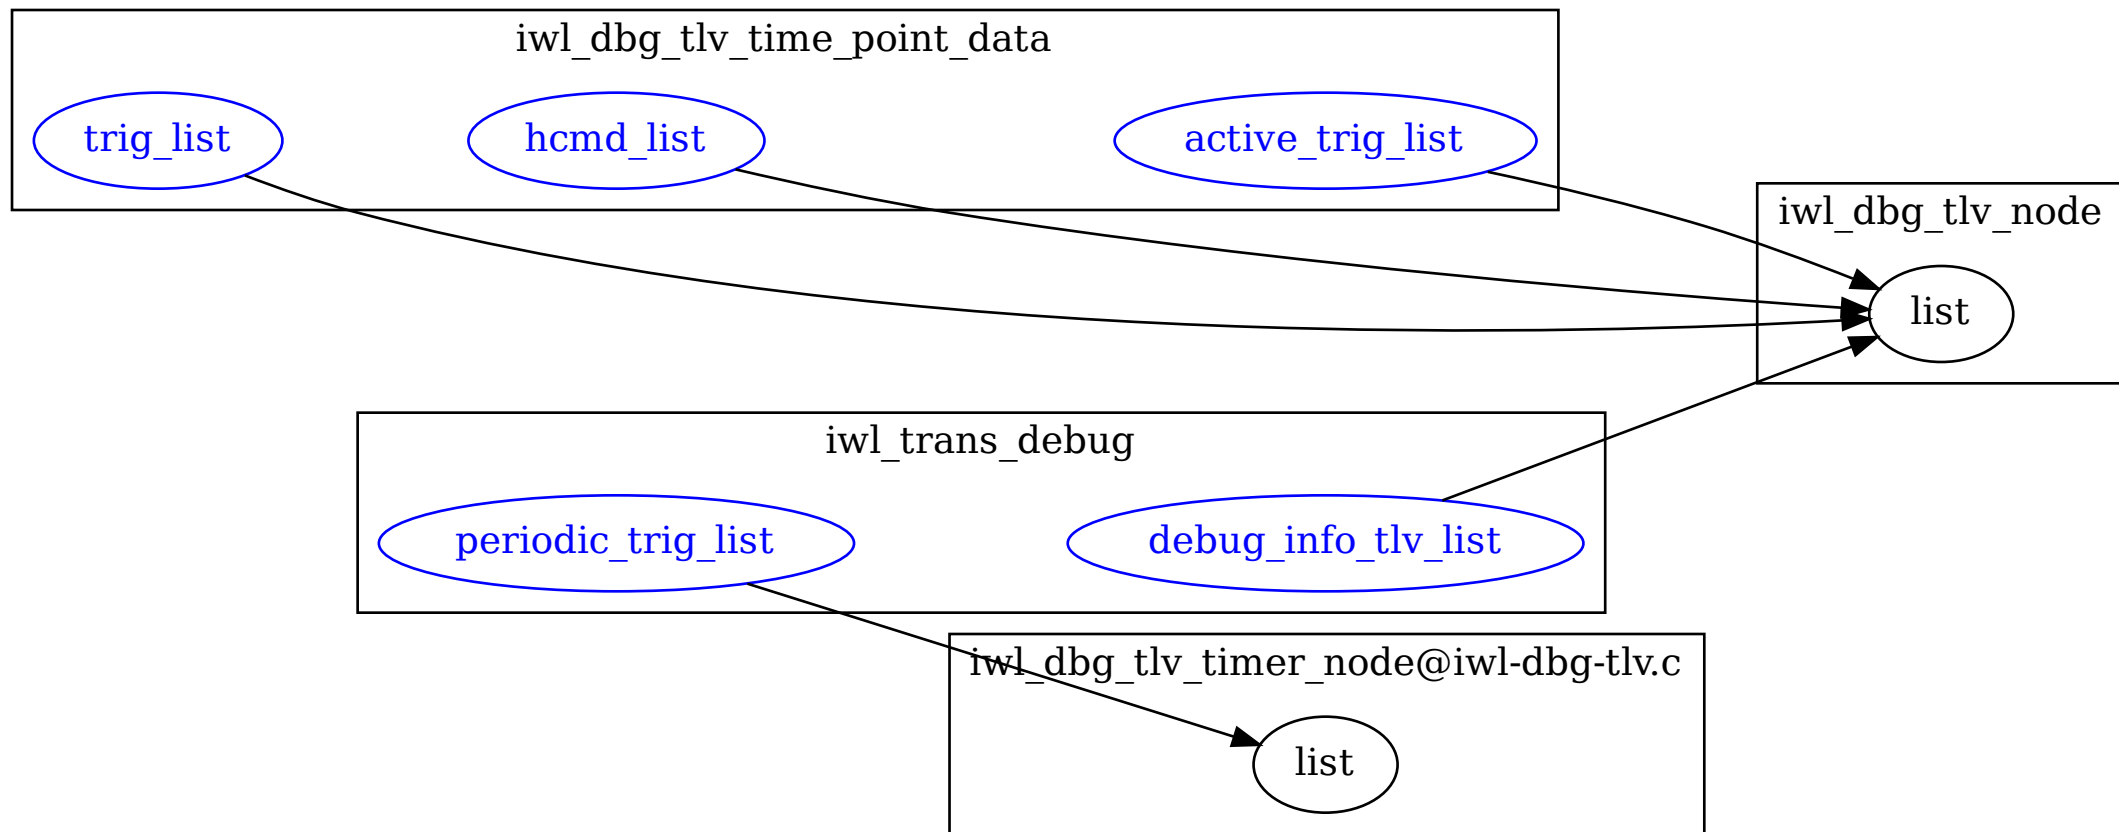 iwl_dbg_tlv_time_point_data
trig_list
hcmd_list
active_trig_list
iwl_dbg_tlv_node
list
iwl_trans_debug
periodic_trig_list
debug_info_tlv_list
iwl_dbg_tlv_timer_node@iwl-dbg-tlv.c
list